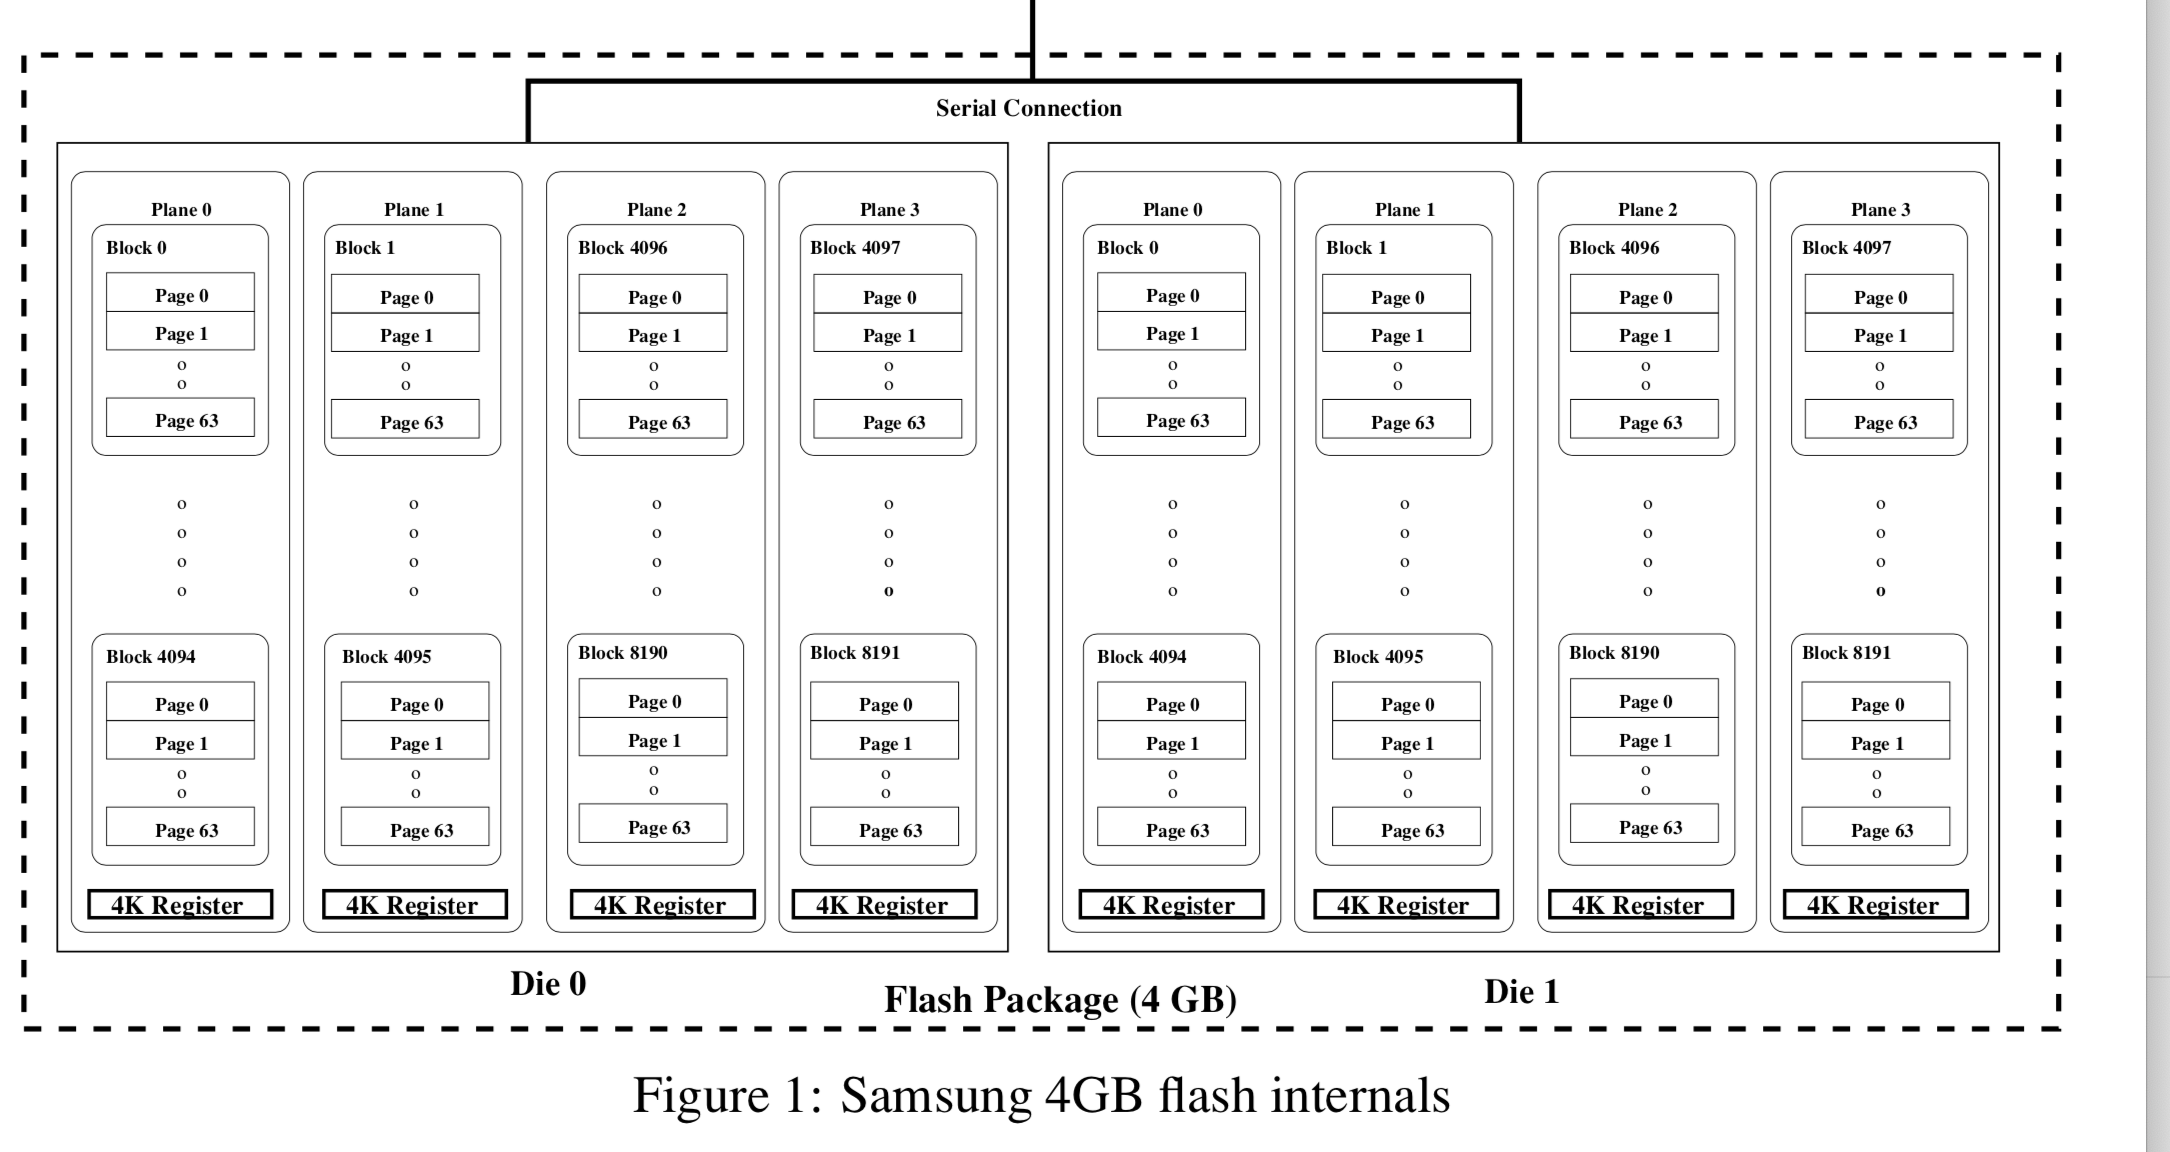 Serial Connection
Plane 0
Block 0
Page 0
Page 1
o
o
Page 63
o
o
o
o
Block 4094
Page 0
Page 1
o
o
Page 63
4K Register
Plane 1
Block 1
Page 0
Page 1
o
o
Page 63
o
o
o
o
Block 4095
Page 0
Page 1
o
o
Page 63
4K Register
Plane 2
Block 4096
Page 0
Page 1
o
o
Page 63
o
o
o
o
Block 8190
Page 0
Page 1
o
o
Page 63
4K Register
Plane 3
Block 4097
Page 0
Page 1
o
o
Page 63
o
o
o
o
Block 8191
Page 0
Page 1
o
o
Page 63
4K Register
Die 0
Plane 0
Block 0
Page 0
Page 1
o
o
Page 63
o
o
o
o
Block 4094
Page 0
Page 1
o
o
Page 63
4K Register
Plane 1
Block 1
Page 0
Page 1
o
o
Page 63
o
o
o
o
Block 4095
Page 0
Page 1
o
o
Page 63
4K Register
Plane 2
Block 4096
Page 0
Page 1
o
o
Page 63
o
o
o
o
Block 8190
Page 0
Page 1
o
o
Page 63
4K Register
Plane 3
Block 4097
Page 0
Page 1
o
o
Page 63
o
o
o
o
Block 8191
Page 0
Page 1
o
o
Page 63
4K Register
Die 1
Flash Package (4 GB)
Figure 1: Samsung 4GB flash internals